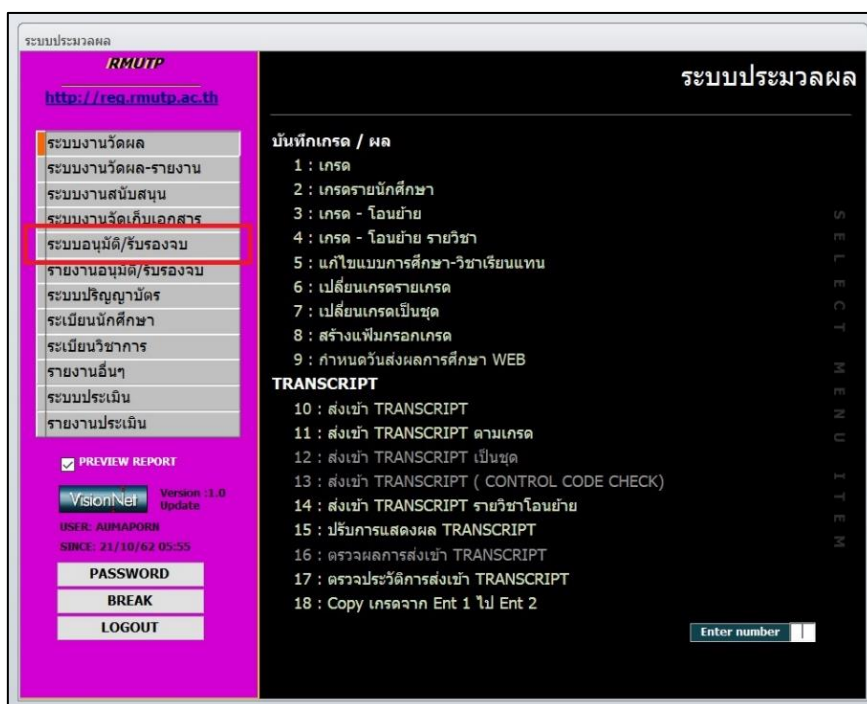 ระบบประมวลผล
RMUTP
http://reg.rmutp.ac.th
ระบบงานวัดผล
ระบบงานวัดผล-รายงาน
ระบบงานสนับสนุน
ระบบงานจัดเก็บเอกสาร
ระบบอนุมัติ/รับรองจบ
รายงานอนุมัติ/รับรองจบ
ระบบปริญญาบัตร
ระเบียนนักศึกษา
ระเบียนวิชาการ
รายงานอื่นๆ
ระบบประเมิน
รายงานประเมิน
PREVIEW REPORT
VisionNet
Version :1.0
Update
USER: AUMAPORN
SINCE: 21/10/62 05:55
PASSWORD
BREAK
LOGOUT
ระบบประมวลผล
บันทึกเกรด / ผล
1 : เกรด
2 : เกรดรายนักศึกษา
3 : เกรด - โอนย้าย
4 : เกรด - โอนย้าย รายวิชา
5 : แก้ไขแบบการศึกษา-วิชาเรียนแทน
6 : เปลี่ยนเกรดรายเกรด
7 : เปลี่ยนเกรดเป็นชุด
8 : สร้างแฟ้มกรอกเกรด
9 : กำหนดวันส่งผลการศึกษา WEB
TRANSCRIPT
10 : ส่งเข้า TRANSCRIPT
11 : ส่งเข้า TRANSCRIPT ตามเกรด
12 : ส่งเข้า TRANSCRIPT เป็นชุด
13 : ส่งเข้า TRANSCRIPT ( CONTROL CODE CHECK)
14 : ส่งเข้า TRANSCRIPT รายวิชาโอนย้าย
15 : ปรับการแสดงผล TRANSCRIPT
16 : ตรวจผลการส่งเข้า TRANSCRIPT
17 : ตรวจประวัติการส่งเข้า TRANSCRIPT
18 : Copy เกรดจาก Ent 1 ไป Ent 2
Enter number
SELECT MENU ITEM